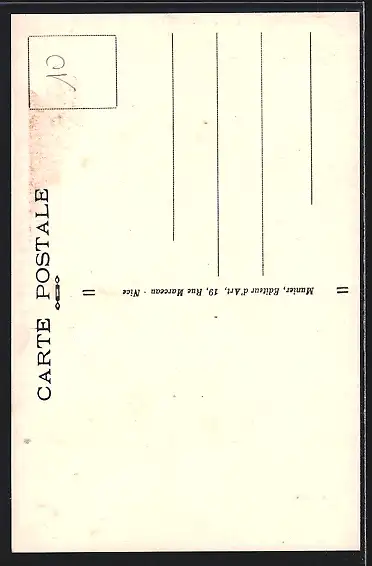 CARTE POSTALE
10
Munier, Editeur d'Art, 19, Rue Marceau - Nice